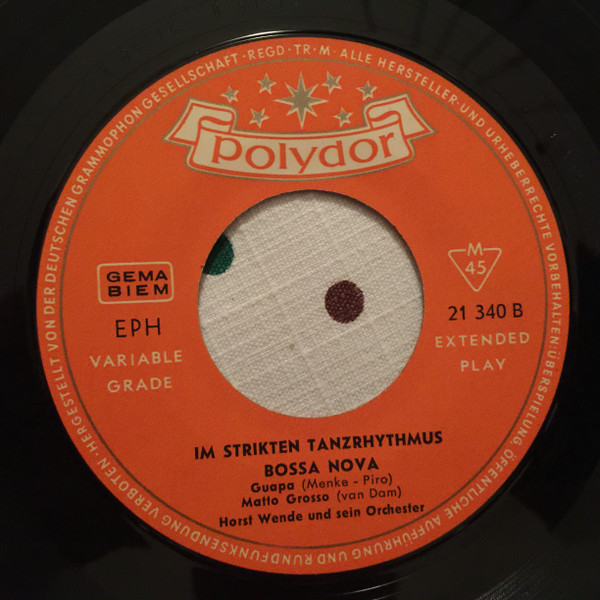 HERGESTELLT VON DER DEUTSCHEN GRAMMOPHON GESELLSCHAFT · REGD · TR · M · ALLE HERSTELLER- UND URHEBERRECHTE VORBEHALTEN: ÜBERSPIELUNG, ÖFFENTLICHE AUFFÜHRUNG UND RUNDFUNKSENDUNG VERBOTEN ·
Polydor
GEMA
BIEM
EPH
VARIABLE
GRADE
M
45
21 340 B
EXTENDED
PLAY
IM STRIKTEN TANZRHYTHMUS
BOSSA NOVA
Guapa (Menke - Piro)
Matto Grosso (van Dam)
Horst Wende und sein Orchester